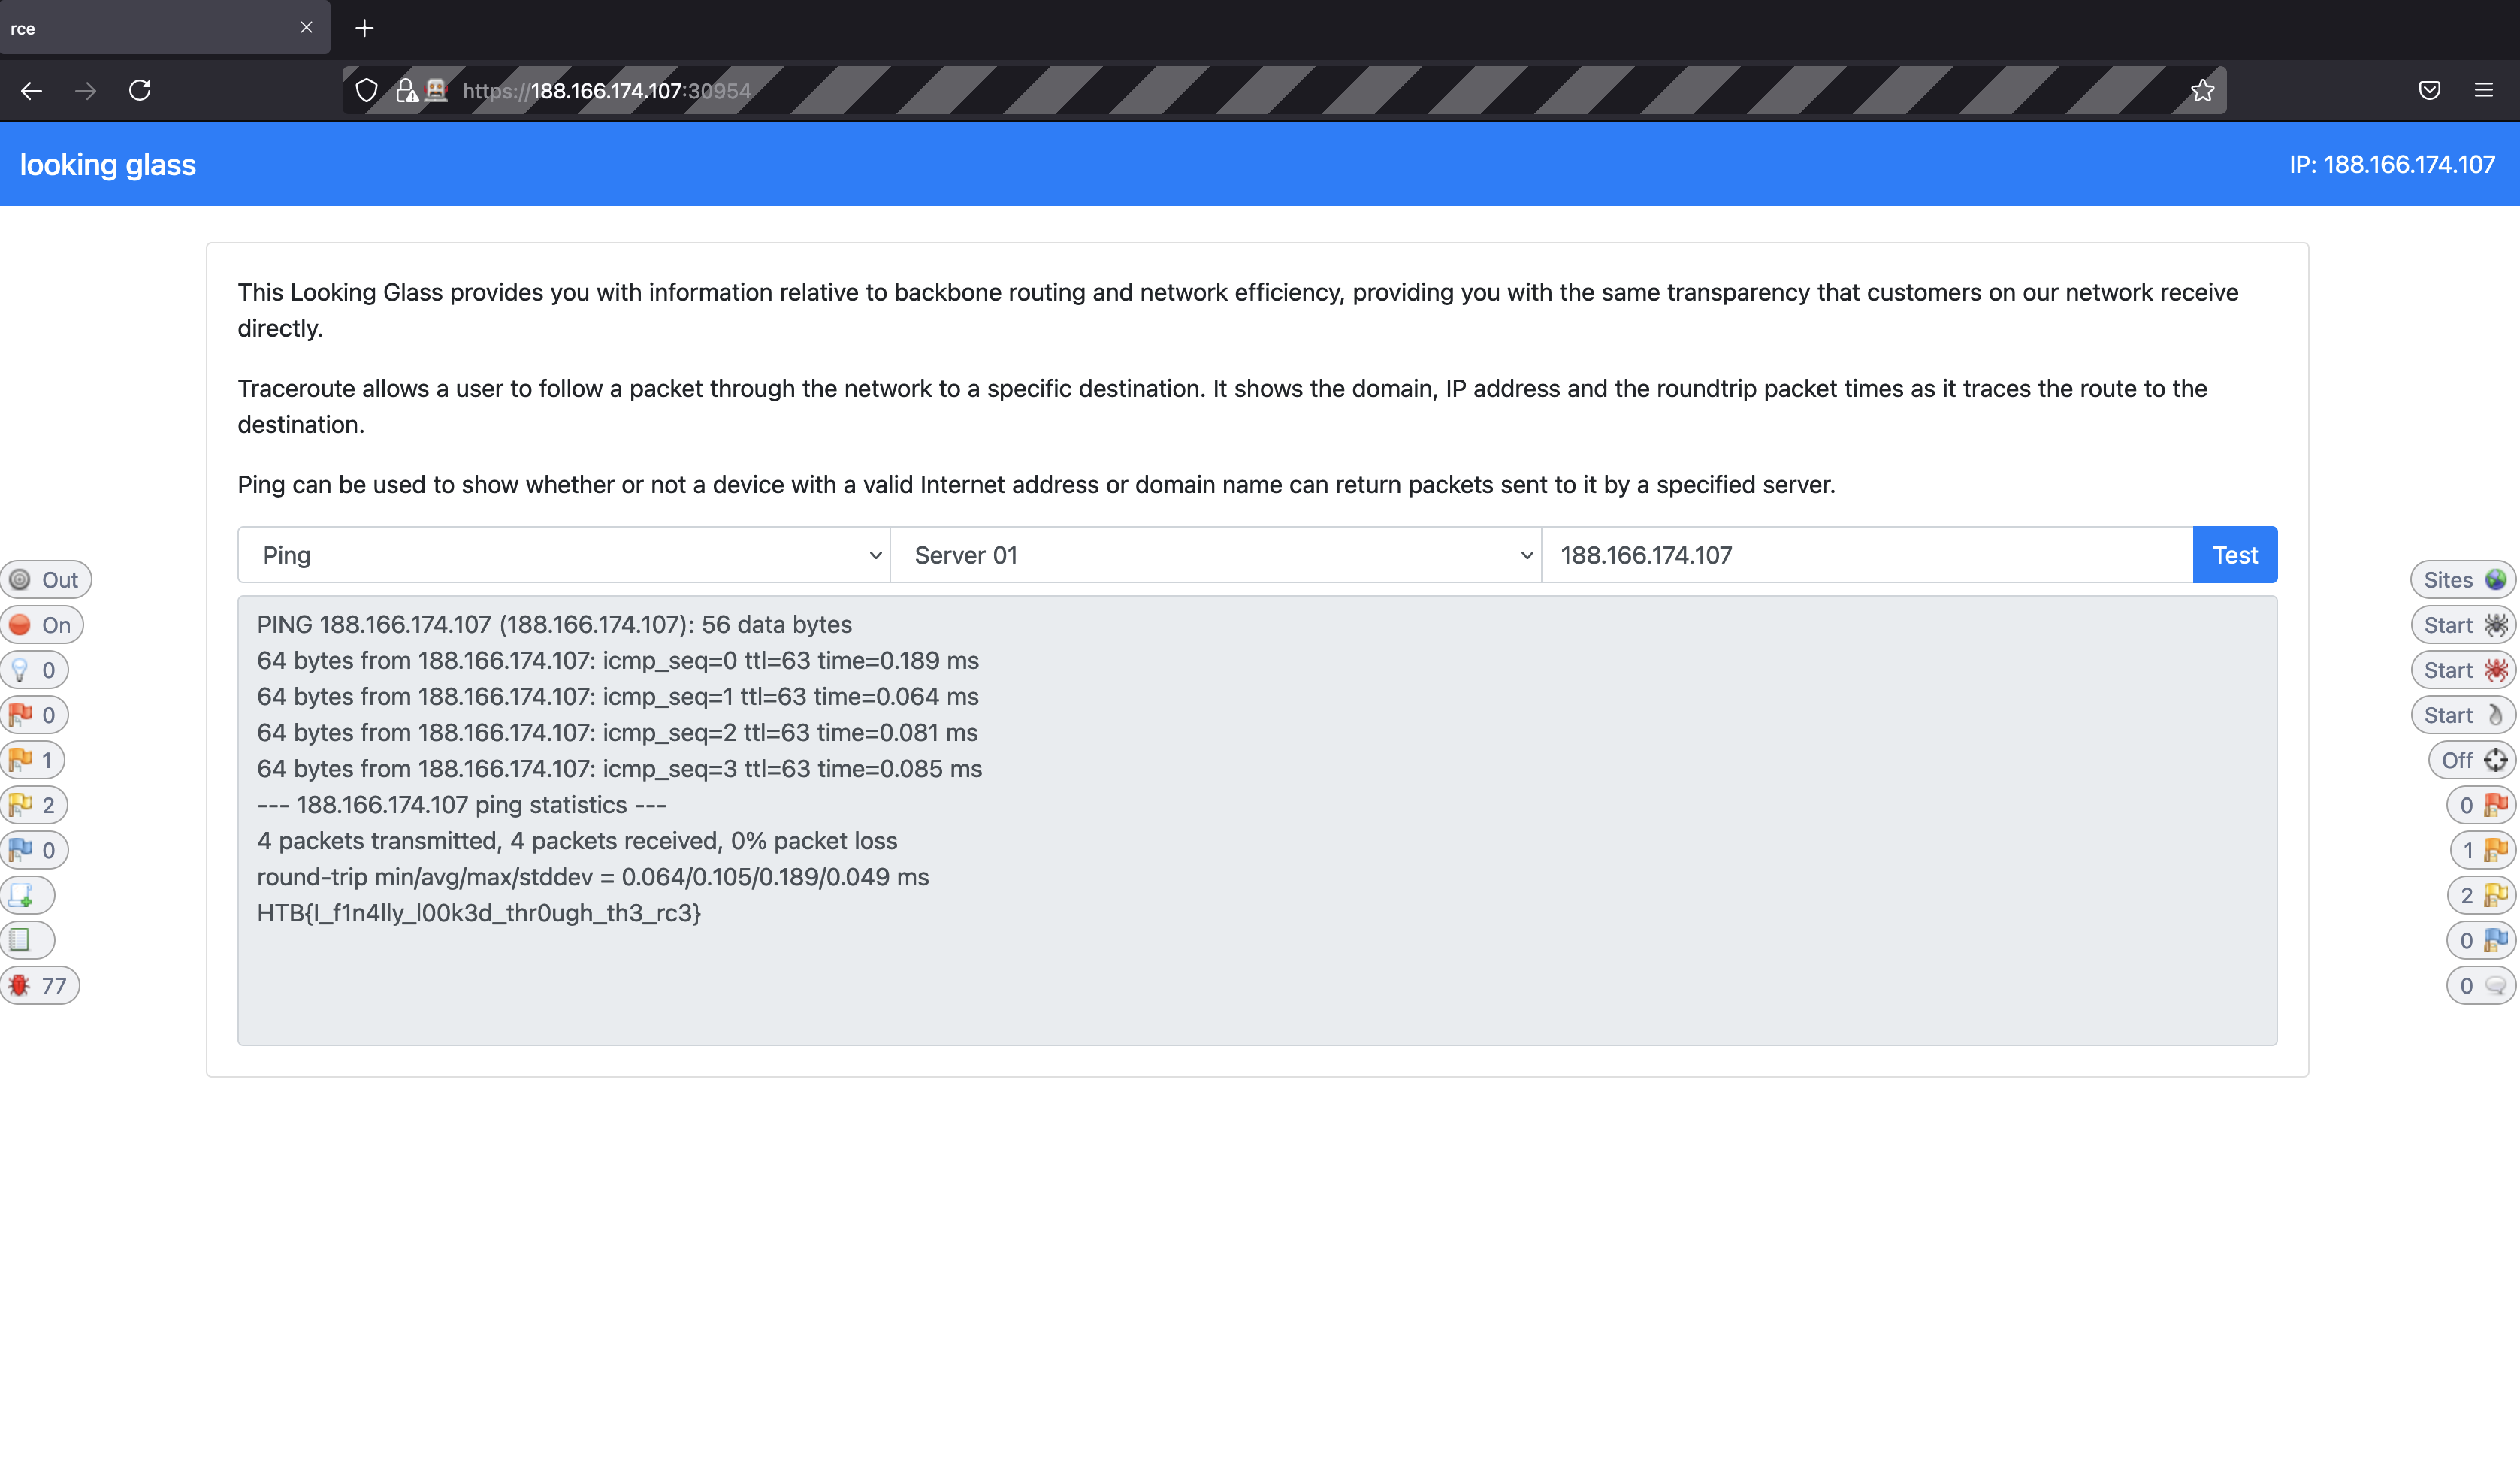 rce
https://188.166.174.107:30954
looking glass
IP: 188.166.174.107
This Looking Glass provides you with information relative to backbone routing and network efficiency, providing you with the same transparency that customers on our network receive
directly.
Traceroute allows a user to follow a packet through the network to a specific destination. It shows the domain, IP address and the roundtrip packet times as it traces the route to the
destination.
Ping can be used to show whether or not a device with a valid Internet address or domain name can return packets sent to it by a specified server.
Ping
Server 01
188.166.174.107
Test
PING 188.166.174.107 (188.166.174.107): 56 data bytes
64 bytes from 188.166.174.107: icmp_seq=0 ttl=63 time=0.189 ms
64 bytes from 188.166.174.107: icmp_seq=1 ttl=63 time=0.064 ms
64 bytes from 188.166.174.107: icmp_seq=2 ttl=63 time=0.081 ms
64 bytes from 188.166.174.107: icmp_seq=3 ttl=63 time=0.085 ms
--- 188.166.174.107 ping statistics ---
4 packets transmitted, 4 packets received, 0% packet loss
round-trip min/avg/max/stddev = 0.064/0.105/0.189/0.049 ms
HTB{I_f1n4lly_l00k3d_thr0ugh_th3_rc3}
Out
On
0
0
1
2
0
77
Sites
Start
Start
Start
Off
0
1
2
0
0